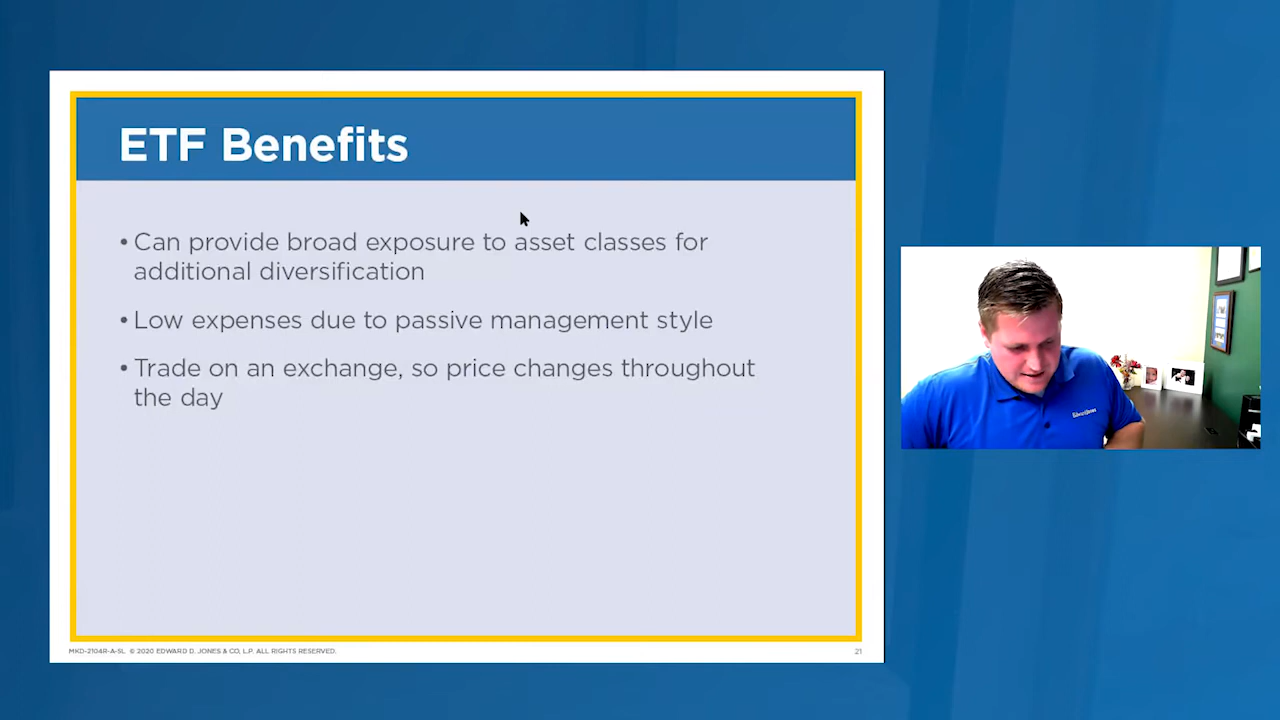 ETF Benefits
• Can provide broad exposure to asset classes for
additional diversification
• Low expenses due to passive management style
• Trade on an exchange, so price changes throughout
the day
EdwardJones
MKD-2104R-A-SL © 2020 EDWARD D. JONES & CO, L.P. ALL RIGHTS RESERVED.
21